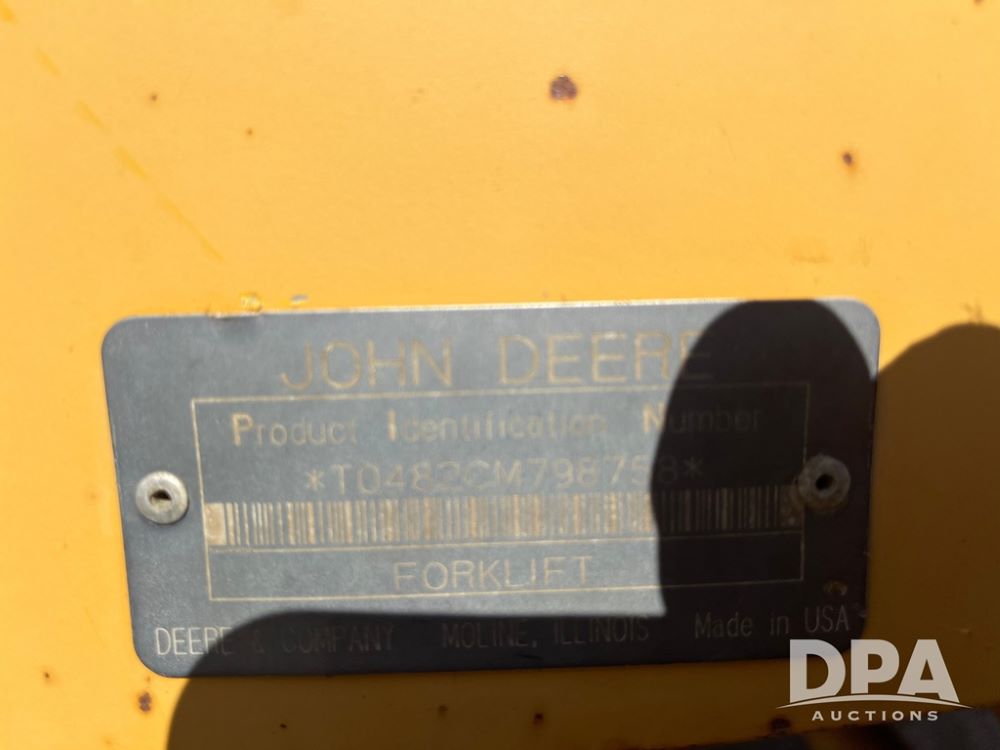 JOHN DEERE
Product Identification Number
*T0482CM798758*
FORKLIFT
DEERE & COMPANY MOLINE, ILLINOIS Made in USA
DPA
AUCTIONS